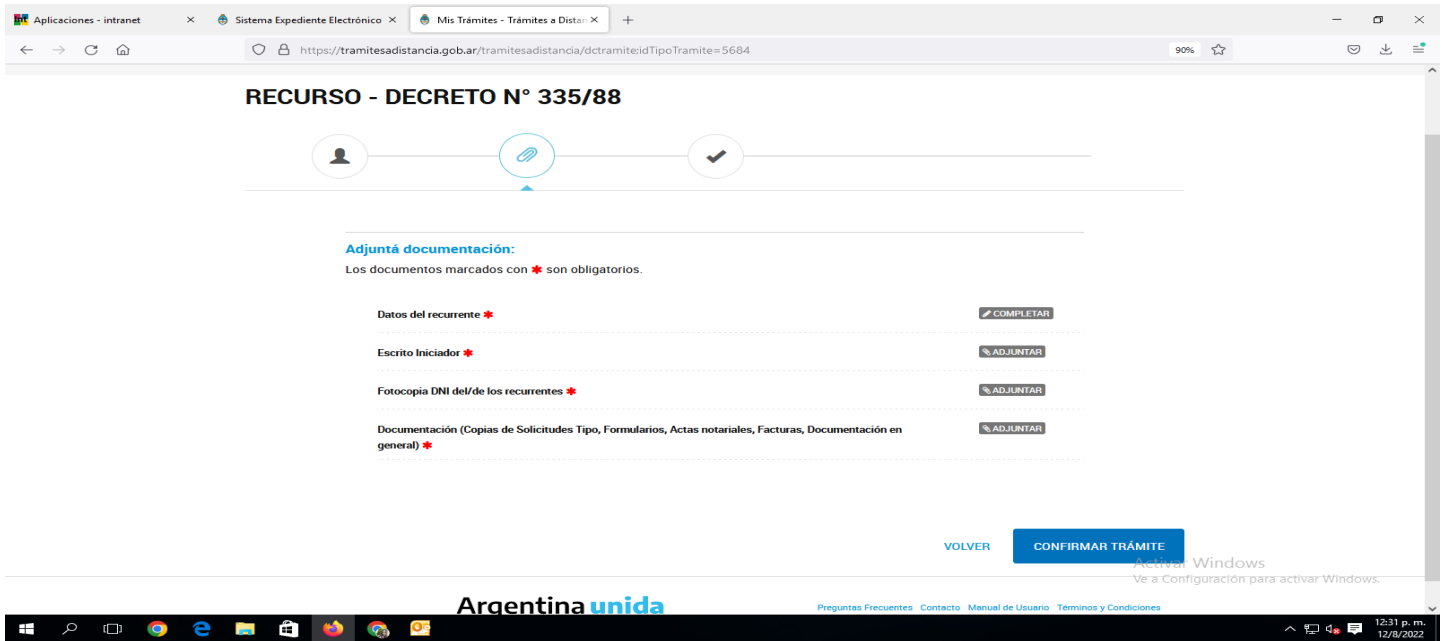 Aplicaciones - intranet
Sistema Expediente Electrónico
Mis Trámites - Trámites a Distan
https://tramitesadistancia.gob.ar/tramitesadistancia/dctramite;idTipoTramite=5684
90%
RECURSO - DECRETO N° 335/88
Adjuntá documentación:
Los documentos marcados con * son obligatorios.
Datos del recurrente *
COMPLETAR
Escrito Iniciador *
ADJUNTAR
Fotocopia DNI del/de los recurrentes *
ADJUNTAR
Documentación (Copias de Solicitudes Tipo, Formularios, Actas notariales, Facturas, Documentación en
general) *
ADJUNTAR
VOLVER
CONFIRMAR TRÁMITE
Activar Windows
Ve a Configuración para activar Windows.
Argentina unida
Preguntas Frecuentes Contacto Manual de Usuario Términos y Condiciones
12:31 p. m.
12/8/2022